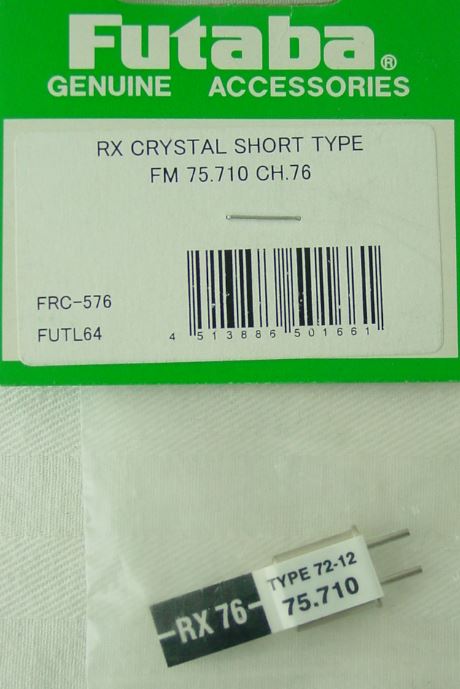 Futaba®
GENUINE ACCESSORIES
RX CRYSTAL SHORT TYPE
FM 75.710 CH.76
FRC-576
FUTL64
4 513886 501661
TYPE 72-12
75.710
-RX 76-